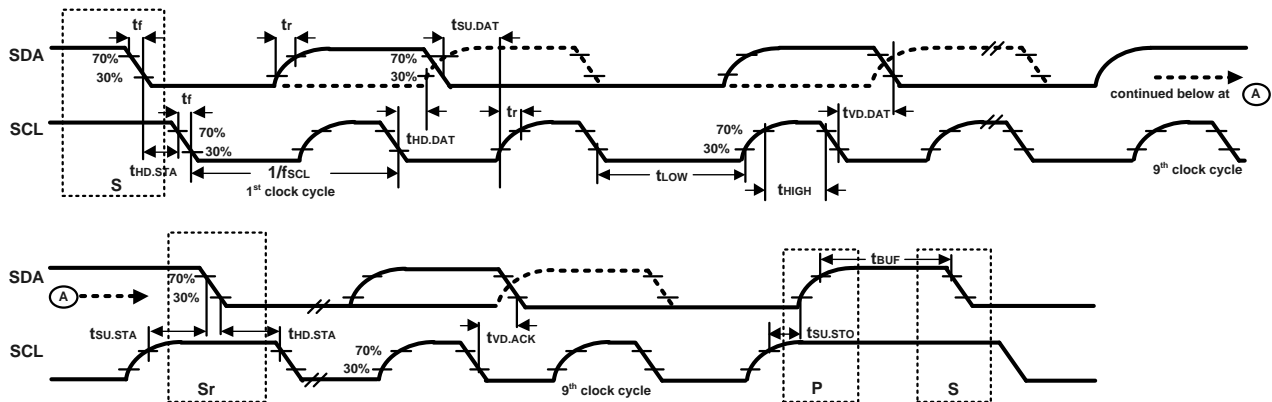 tf
tr
tSU.DAT
SDA
70%
30%
70%
30%
continued below at A
tf
tr
tHD.DAT
tVD.DAT
SCL
70%
30%
70%
30%
tHD.STA
1/fSCL
tLOW
tHIGH
S
1st clock cycle
9th clock cycle
SDA
70%
30%
tBUF
A
tSU.STA
tHD.STA
tVD.ACK
tSU.STO
SCL
70%
30%
Sr
9th clock cycle
P
S